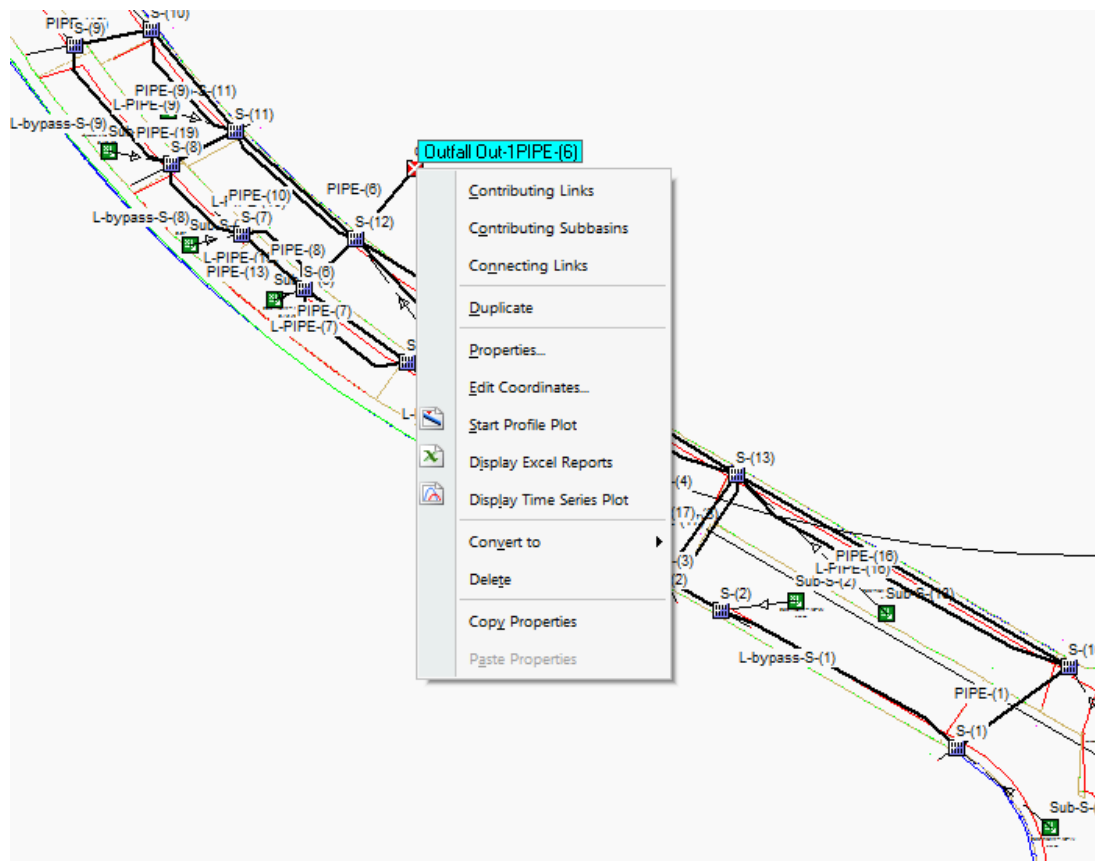 S-(10)
S-(9)
PIPE-(9)
S-(11)
L-PIPE-(9)
S-(11)
L-bypass-S-(9)
PIPE-(19)
S-(8)
Outfall Out-1PIPE-(6)
PIPE-(6)
PIPE-(10)
L-bypass-S-(8)
S-(7)
S-(12)
PIPE-(8)
PIPE-(13)
S-(6)
PIPE-(7)
L-PIPE-(7)
Contributing Links
Contributing Subbasins
Connecting Links
Duplicate
Properties...
Edit Coordinates...
Start Profile Plot
Display Excel Reports
Display Time Series Plot
Convert to
Delete
Copy Properties
Paste Properties
S-(13)
PIPE-(16)
L-PIPE-(16)
Sub-S-(2)
S-(2)
L-bypass-S-(1)
PIPE-(1)
S-(1)